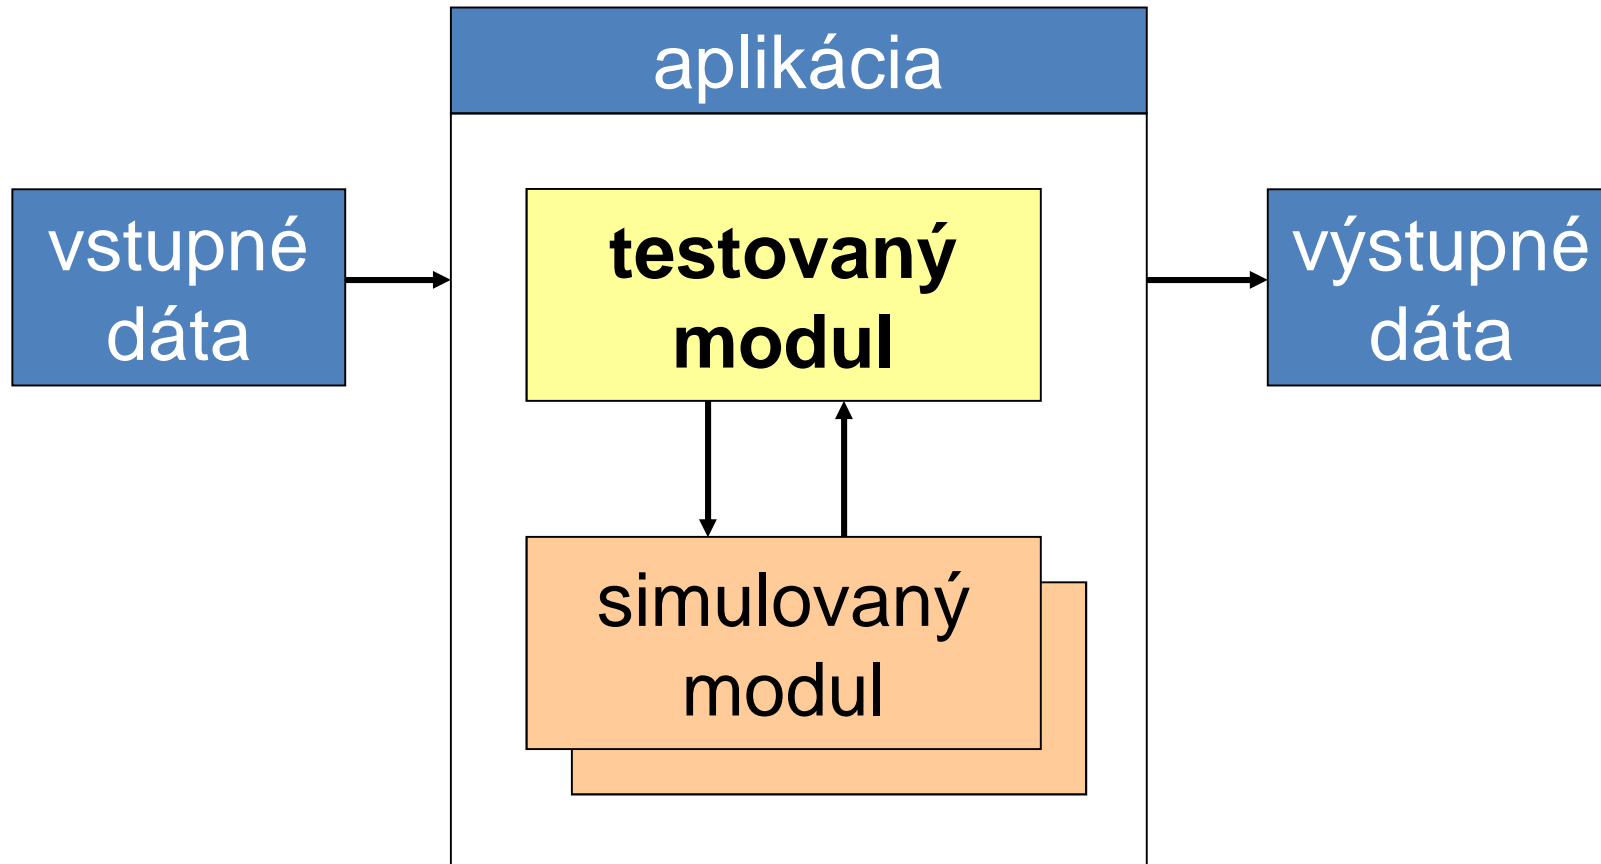 aplikácia
vstupné
dáta
testovaný
modul
výstupné
dáta
simulovaný
modul